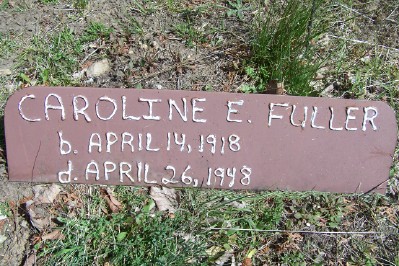 CAROLINE E. FULLER
b. APRIL 14, 1918
d. APRIL 26, 1948